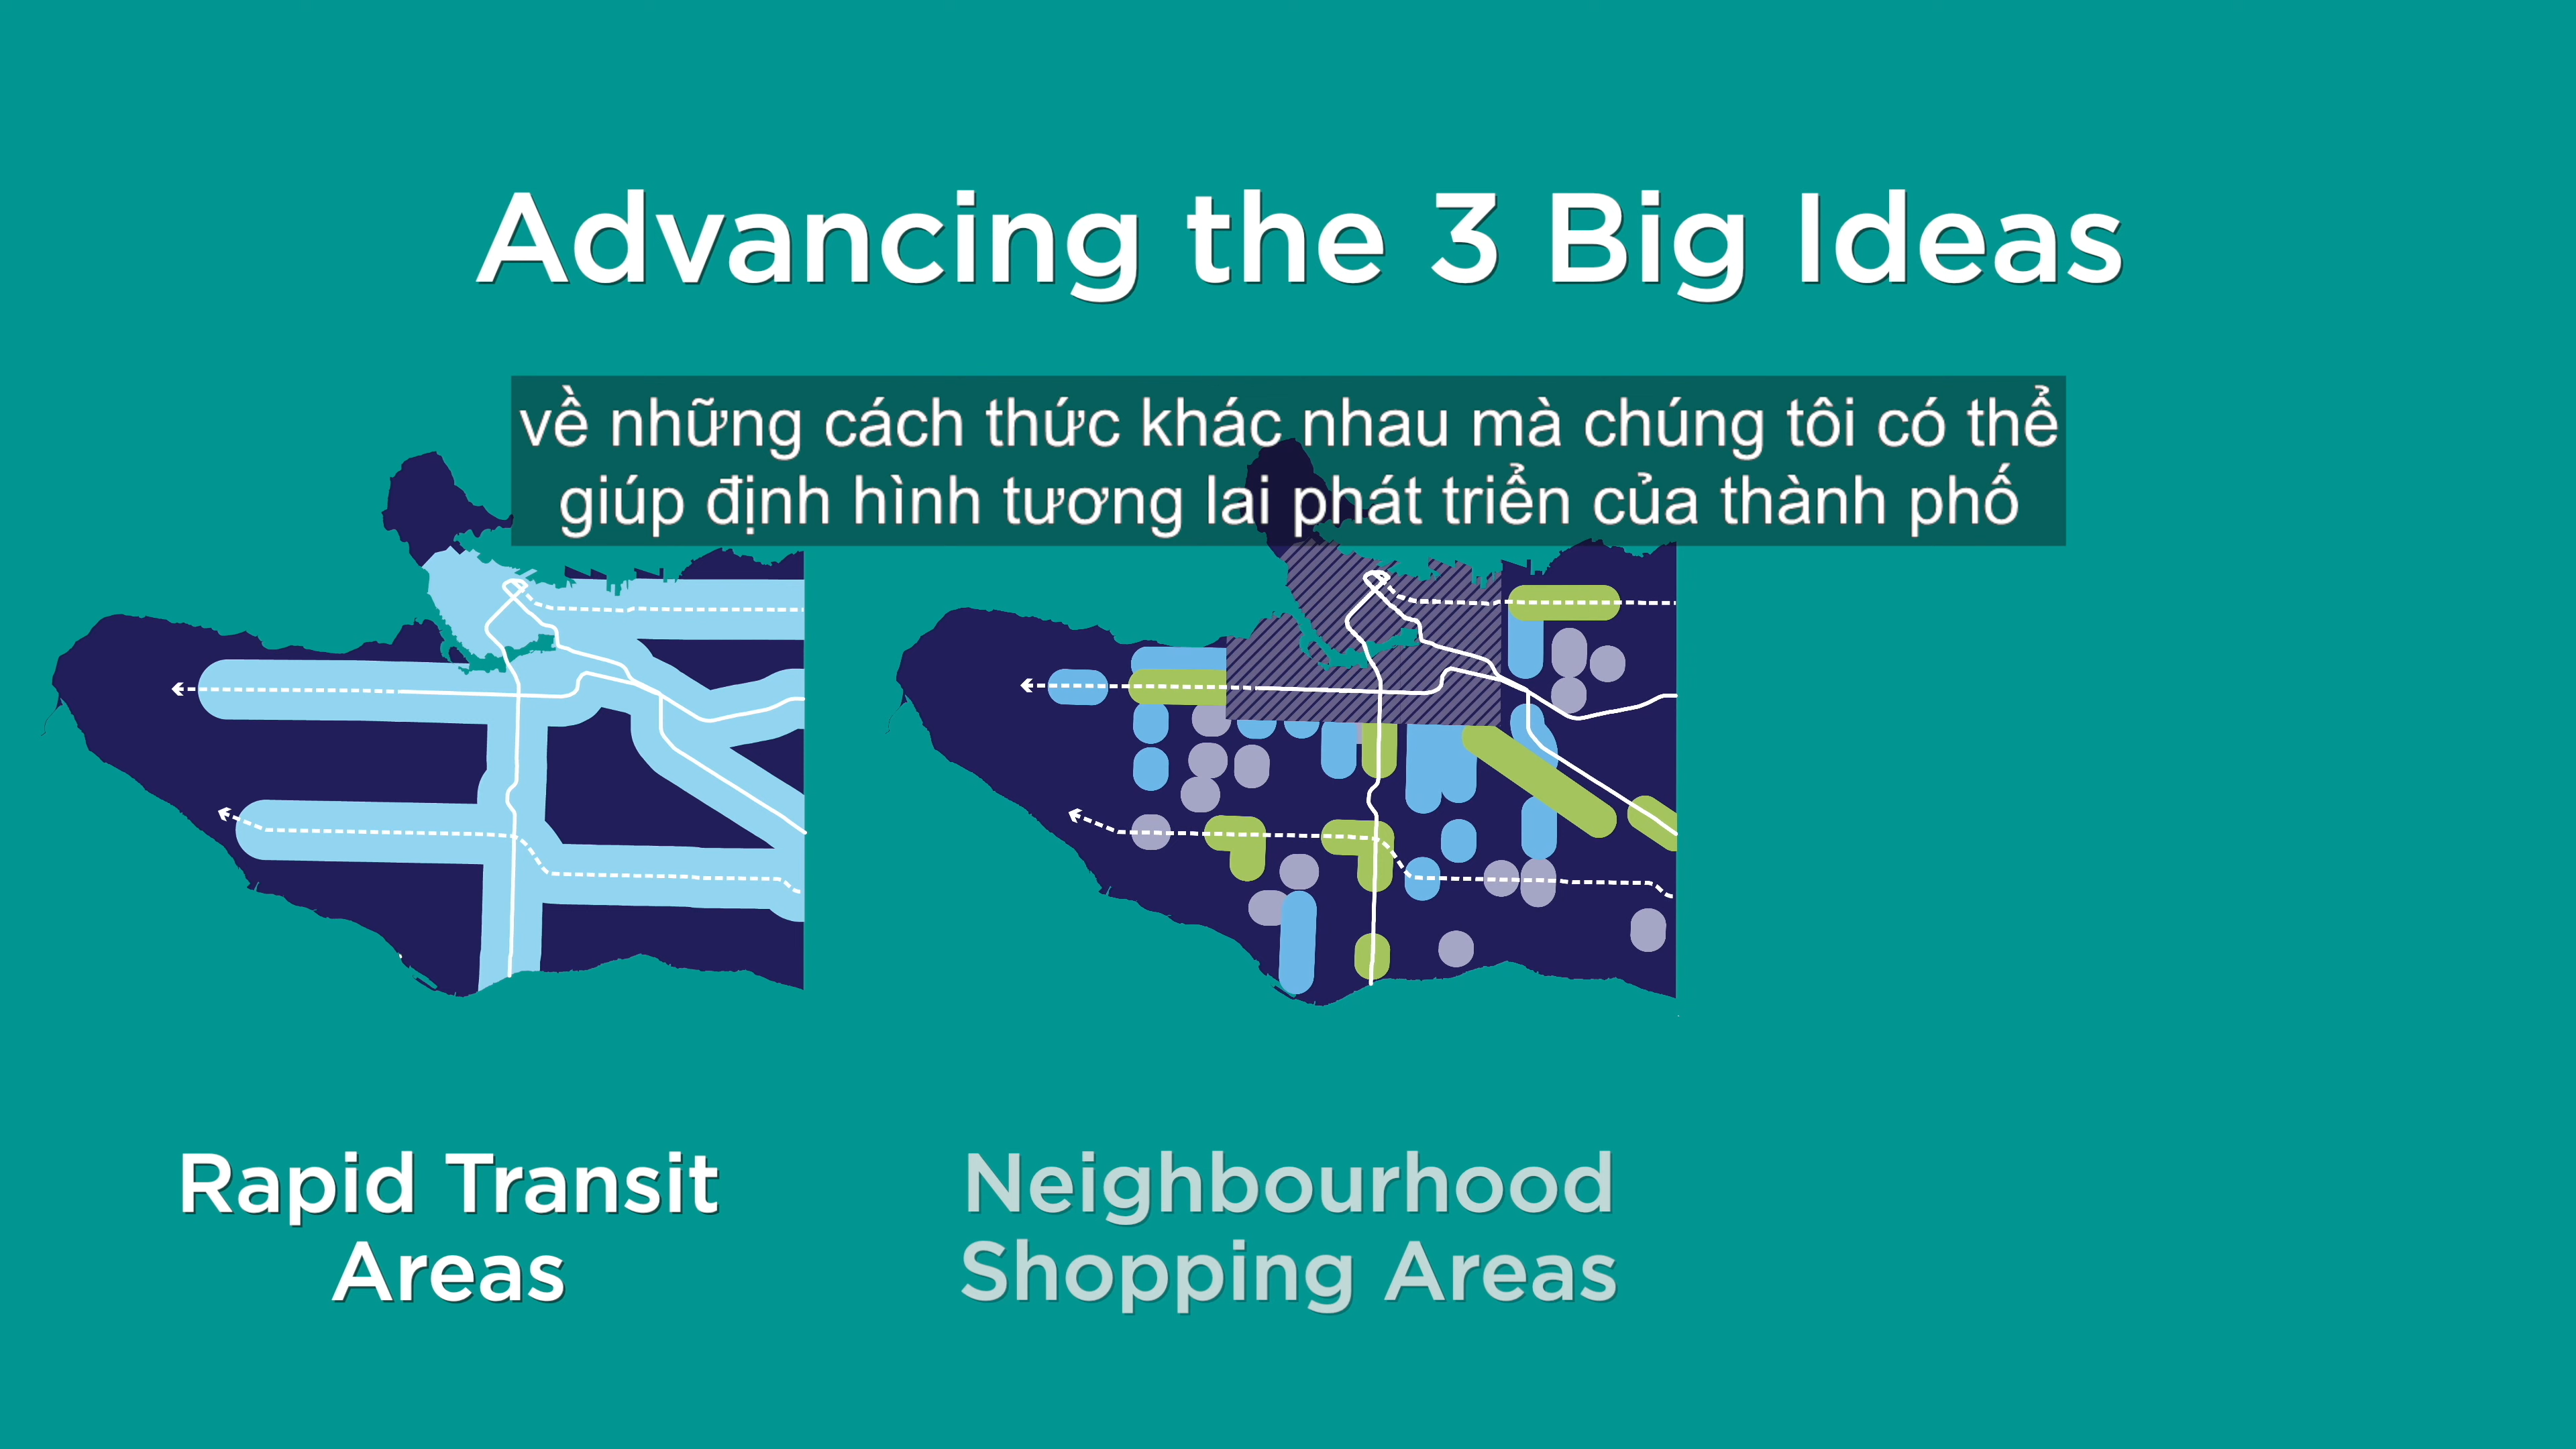 Advancing the 3 Big Ideas
về những cách thức khác nhau mà chúng tôi có thể
giúp định hình tương lai phát triển của thành phố
Rapid Transit
Areas
Neighbourhood
Shopping Areas